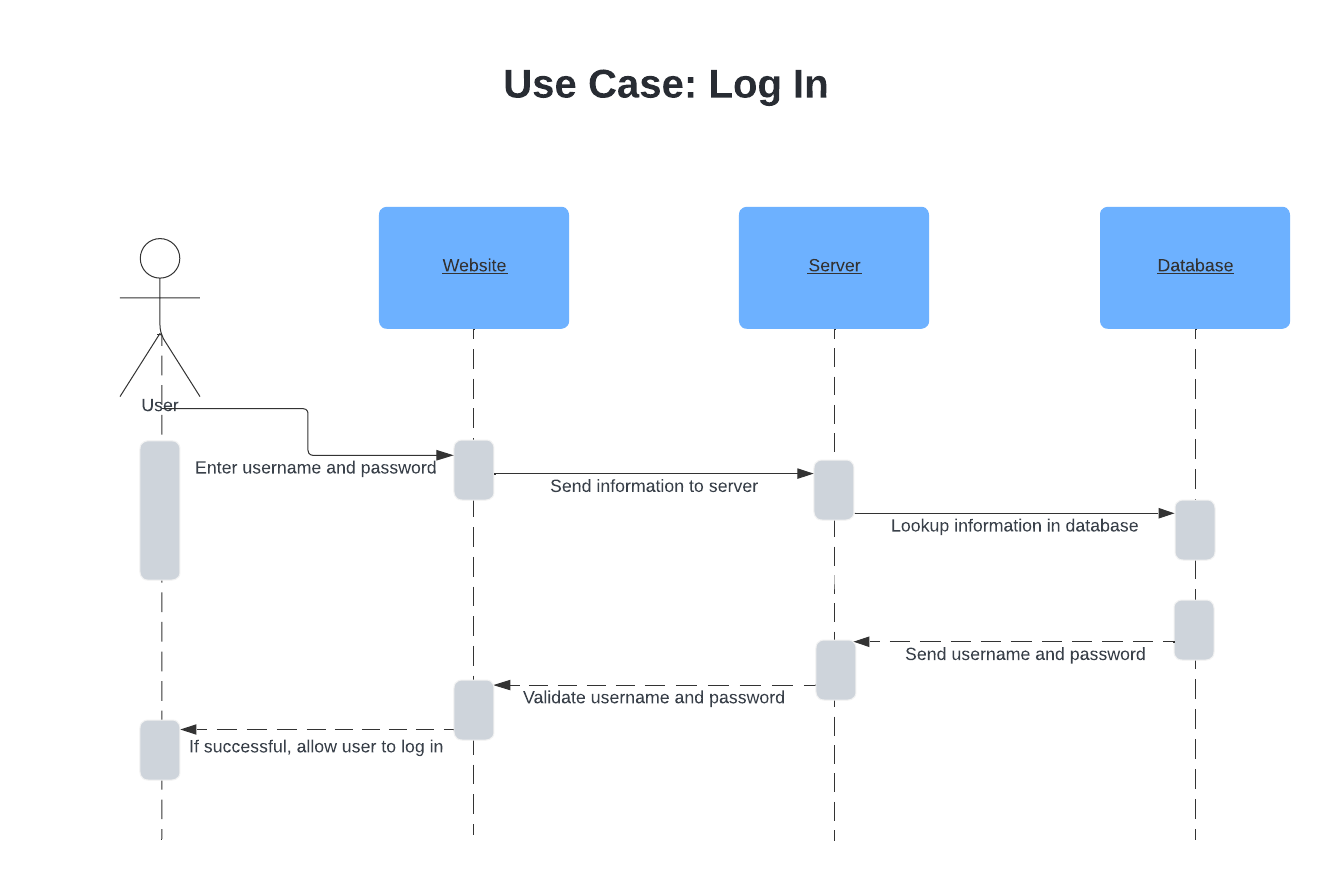 Use Case: Log In
Website
Server
Database
User
Enter username and password
Send information to server
Lookup information in database
Send username and password
Validate username and password
If successful, allow user to log in